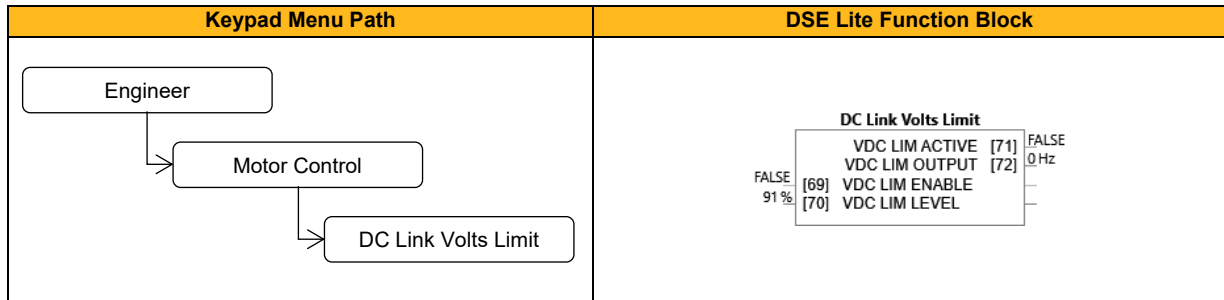 Keypad Menu Path
DSE Lite Function Block
Engineer
Motor Control
DC Link Volts Limit
DC Link Volts Limit
VDC LIM ACTIVE [71] FALSE
VDC LIM OUTPUT [72] 0 Hz
FALSE [69] VDC LIM ENABLE
91 % [70] VDC LIM LEVEL